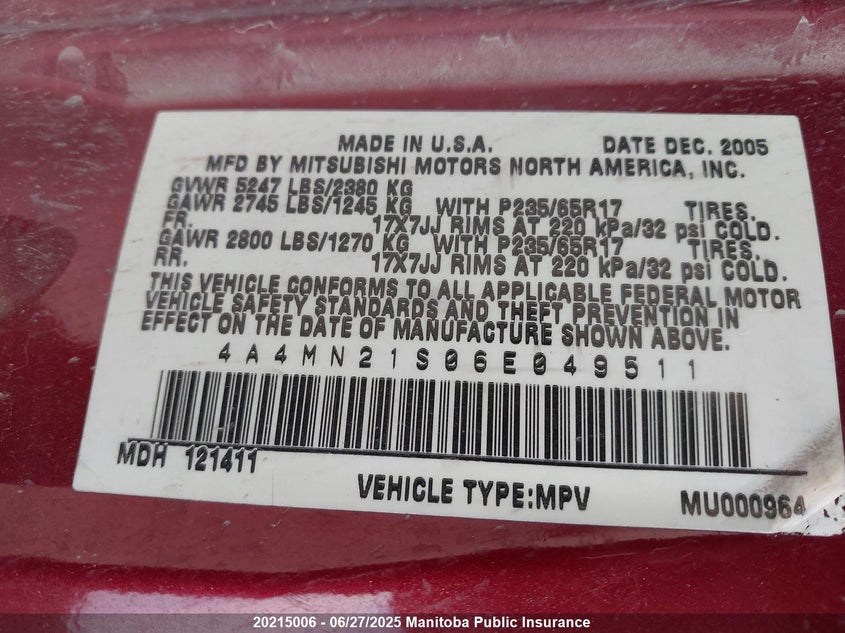 MADE IN U.S.A. DATE DEC. 2005
MFD BY MITSUBISHI MOTORS NORTH AMERICA, INC.
GVWR 5247 LBS/2380 KG
GAWR 2745 LBS/1245 KG WITH P235/65R17 TIRES.
FR. 17X7JJ RIMS AT 220 kPa/32 psi COLD.
GAWR 2800 LBS/1270 KG WITH P235/65R17 TIRES.
RR. 17X7JJ RIMS AT 220 kPa/32 psi COLD.
THIS VEHICLE CONFORMS TO ALL APPLICABLE FEDERAL MOTOR
VEHICLE SAFETY STANDARDS AND THEFT PREVENTION IN
EFFECT ON THE DATE OF MANUFACTURE SHOWN ABOVE.
4A4MN21S06E049511
MDH 121411
VEHICLE TYPE:MPV MU000964
20215006 / 06/27/2025 Manitoba Public Insurance